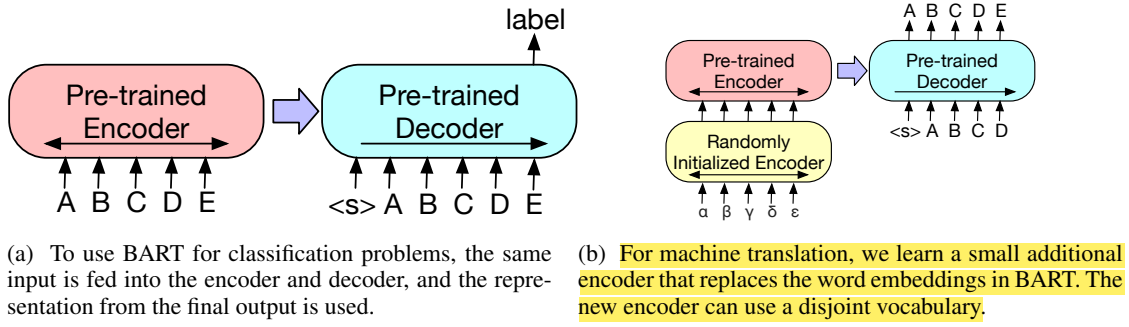 label
Pre-trained
Encoder
Pre-trained
Decoder
A B C D E
<s> A B C D E
(a) To use BART for classification problems, the same
input is fed into the encoder and decoder, and the repre-
sentation from the final output is used.
A B C D E
Pre-trained
Encoder
Pre-trained
Decoder
<s> A B C D
Randomly
Initialized Encoder
α β γ δ ε
(b) For machine translation, we learn a small additional
encoder that replaces the word embeddings in BART. The
new encoder can use a disjoint vocabulary.